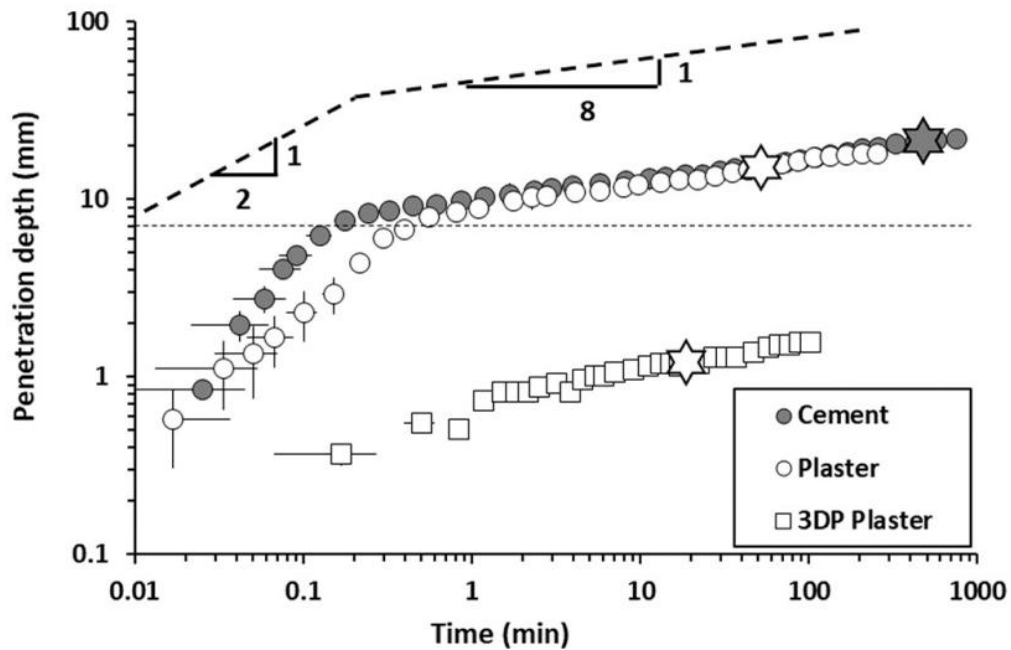 100
10
1
0.1
Penetration depth (mm)
1
2
1
8
Cement
Plaster
3DP Plaster
0.01
0.1
1
10
100
1000
Time (min)